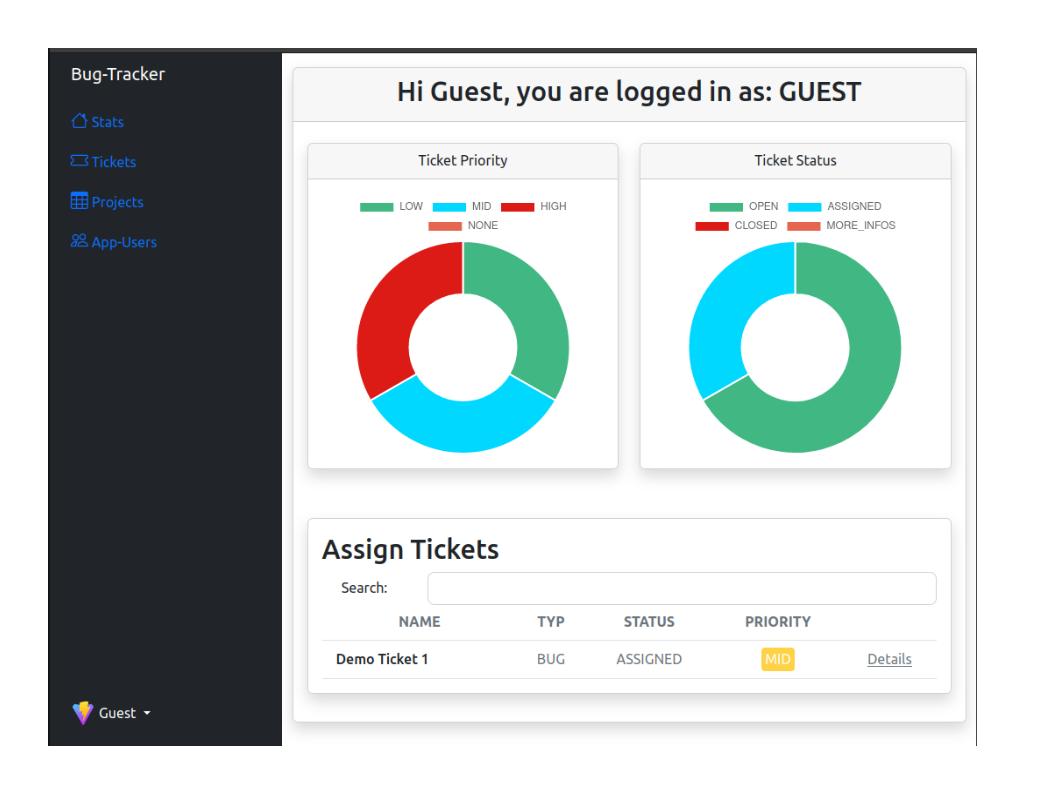 Bug-Tracker
Stats
Tickets
Projects
App-Users
Guest
Hi Guest, you are logged in as: GUEST
Ticket Priority
LOW MID HIGH
NONE
Ticket Status
OPEN ASSIGNED
CLOSED MORE_INFOS
Assign Tickets
Search:
NAME TYP STATUS PRIORITY
Demo Ticket 1 BUG ASSIGNED MID Details